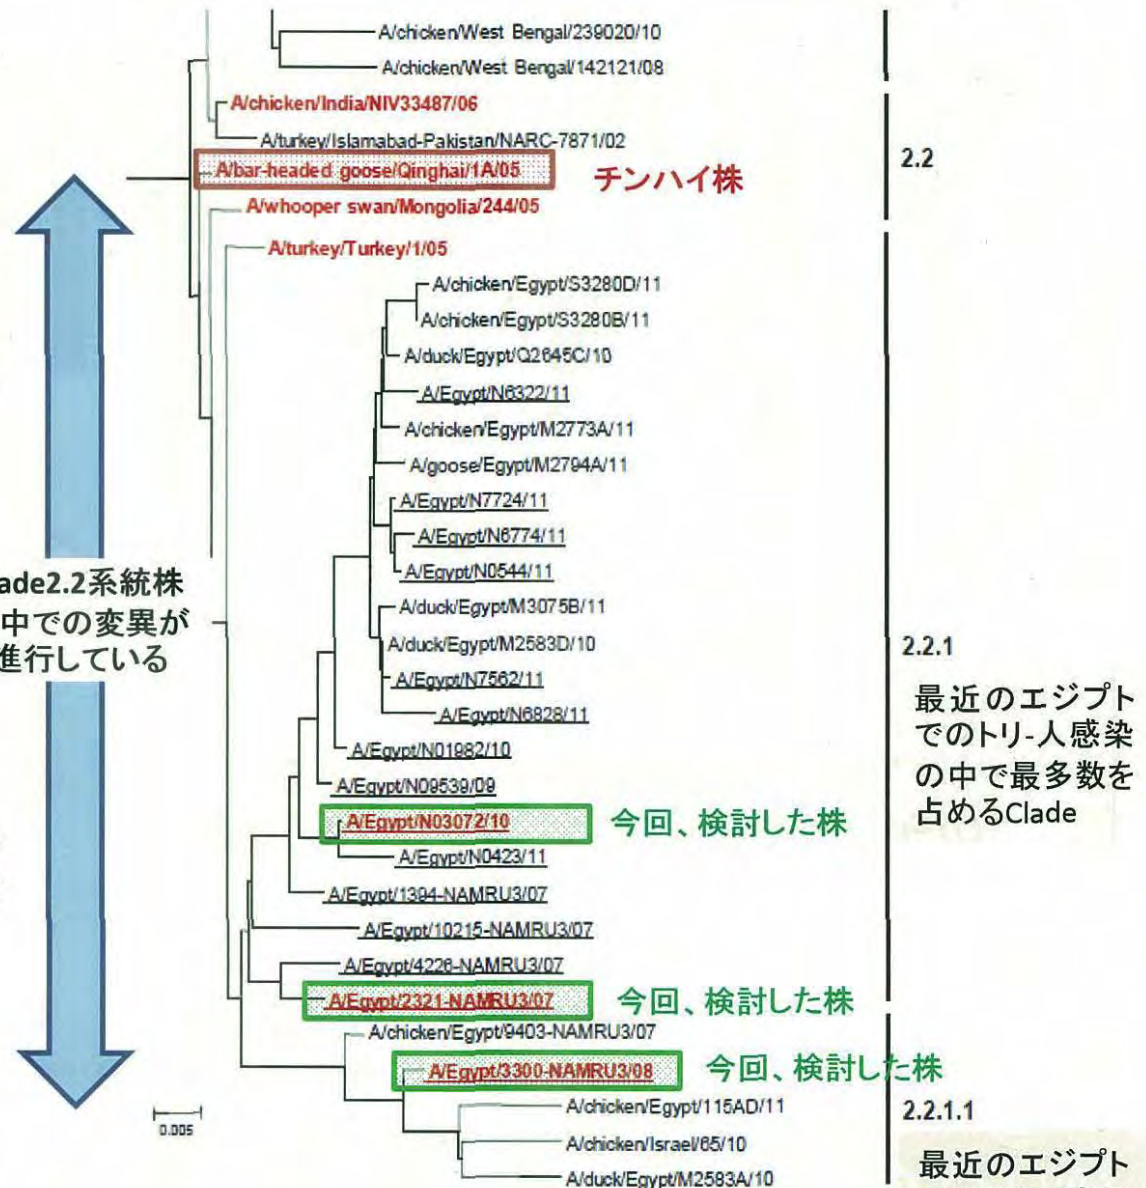 A/chicken/West Bengal/239020/10
A/chicken/West Bengal/142121/08
A/chicken/India/NIV33487/06
A/turkey/Islamabad-Pakistan/NARC-7871/02
2.2
A/bar-headed goose/Qinghai/1A/05
チンハイ株
A/whooper swan/Mongolia/244/05
A/turkey/Turkey/1/05
A/chicken/Egypt/S3280D/11
A/chicken/Egypt/S3280B/11
A/duck/Egypt/Q2645C/10
A/Egypt/N6322/11
A/chicken/Egypt/M2773A/11
A/goose/Egypt/M2794A/11
A/Egypt/N7724/11
A/Egypt/N6774/11
A/Egypt/N0544/11
ade2.2系統株
中での変異が
進行している
A/duck/Egypt/M3075B/11
A/duck/Egypt/M2583D/10
A/Egypt/N7562/11
A/Egypt/N6828/11
2.2.1
最近のエジプト
でのトリ-人感染
の中で最多数を
占めるClade
A/Egypt/N01982/10
A/Egypt/N09539/09
A/Egypt/N03072/10
今回、検討した株
A/Egypt/N0423/11
A/Egypt/1394-NAMRU3/07
A/Egypt/10215-NAMRU3/07
A/Egypt/4226-NAMRU3/07
A/Egypt/2321-NAMRU3/07
今回、検討した株
A/chicken/Egypt/9403-NAMRU3/07
A/Egypt/3300-NAMRU3/08
今回、検討した株
A/chicken/Egypt/115AD/11
2.2.1.1
0.005
A/chicken/Israel/65/10
A/duck/Egypt/M2583A/10
最近のエジプト